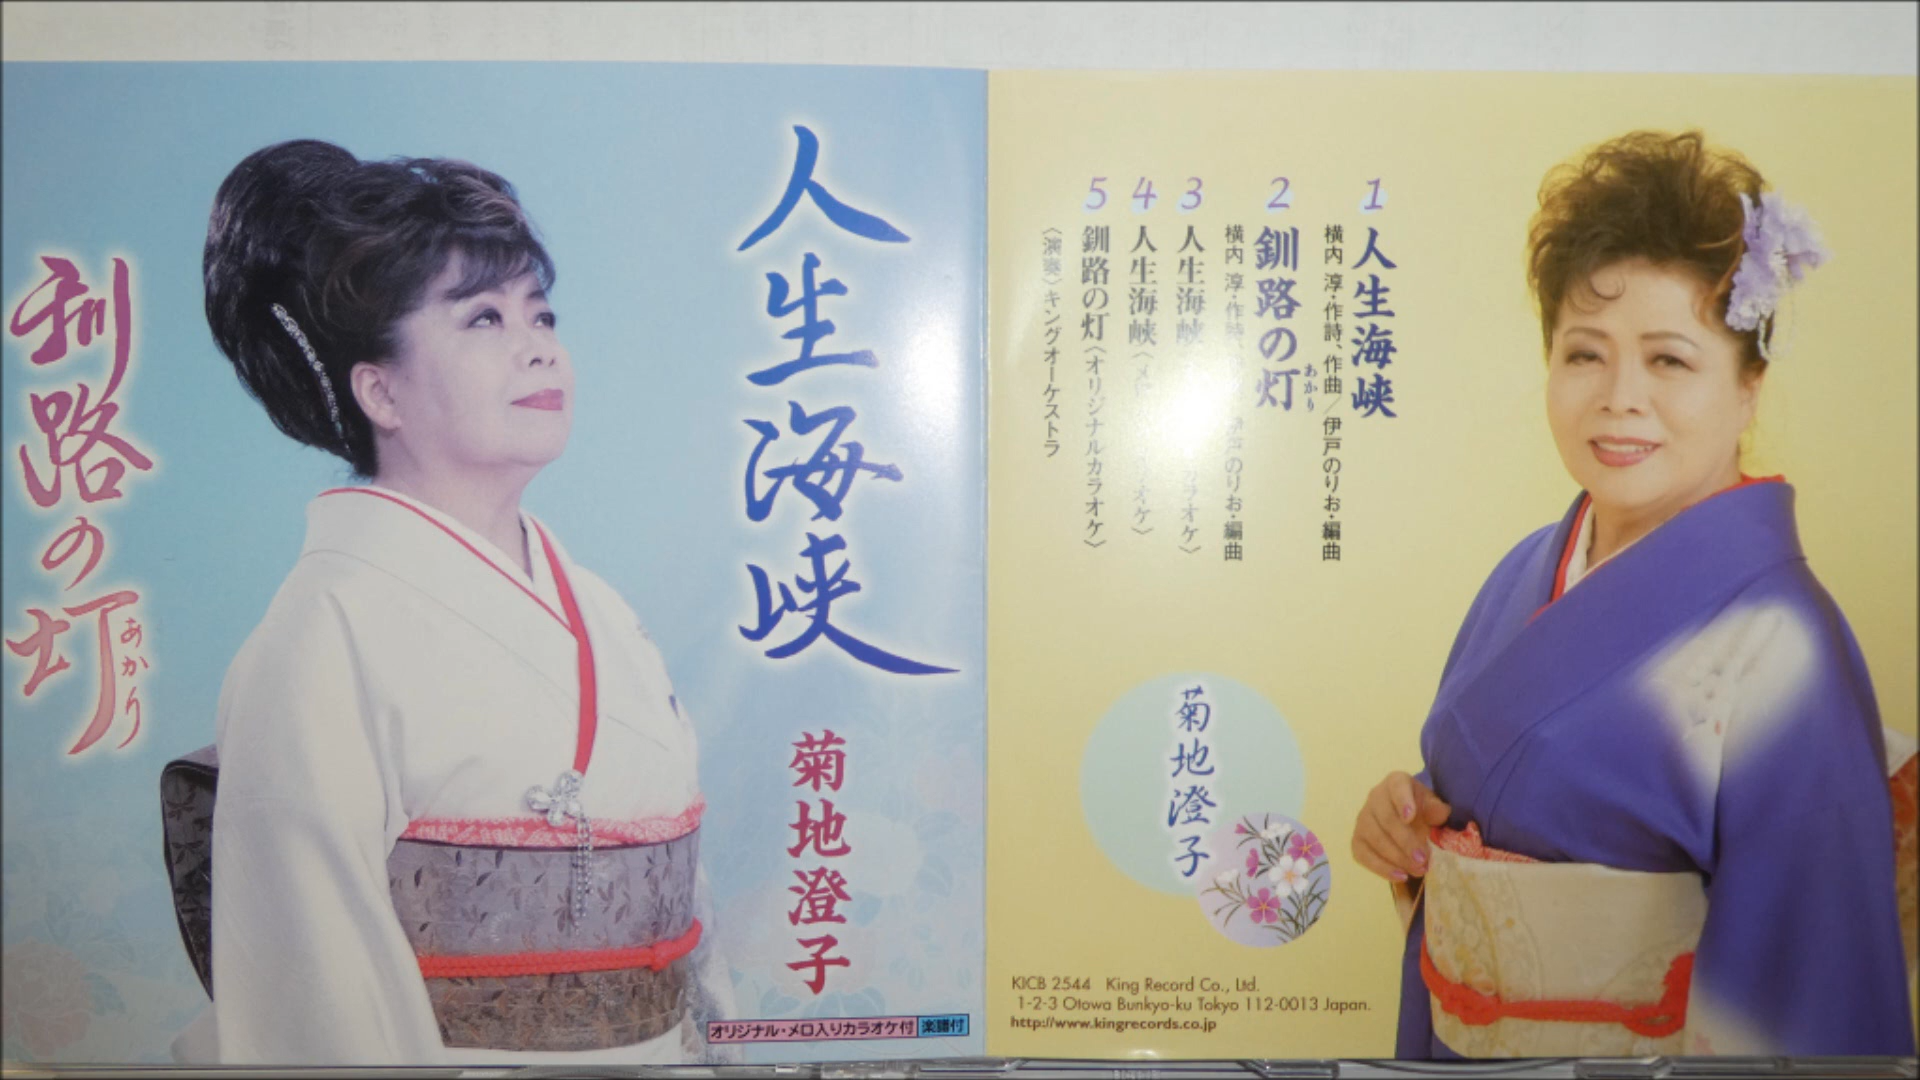 人生海峡
菊地澄子
釧路の灯
あかり
オリジナル・メロ入りカラオケ付
楽譜付
1 人生海峡
横内 淳・作詩、作曲／伊戸のりお・編曲
2 釧路の灯
あかり
横内 淳・作詩、 戸のりお・編曲
3 人生海峡 カラオケ〉
4 人生海峡〈メロ オケ〉
5 釧路の灯〈オリジナルカラオケ〉
〈演奏〉キングオーケストラ
菊地澄子
KICB 2544 King Record Co., Ltd.
1-2-3 Otowa Bunkyo-ku Tokyo 112-0013 Japan.
http://www.kingrecords.co.jp